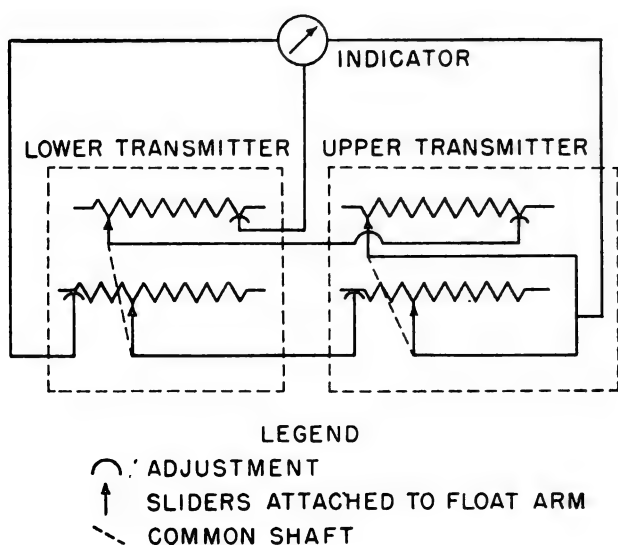 INDICATOR
LOWER TRANSMITTER
UPPER TRANSMITTER
LEGEND
ADJUSTMENT
SLIDERS ATTACHED TO FLOAT ARM
COMMON SHAFT